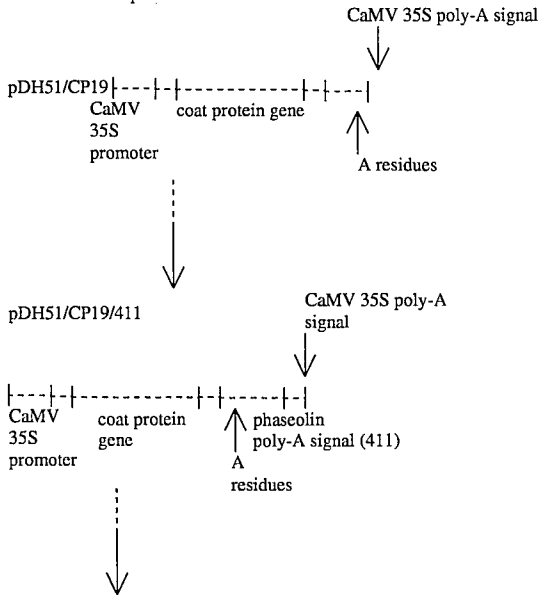 CaMV 35S poly-A signal
pDH51/CP19
CaMV
35S
promoter
coat protein gene
A residues
pDH51/CP19/411
CaMV 35S poly-A
signal
CaMV
35S
promoter
coat protein
gene
phaseolin
poly-A signal (411)
A
residues